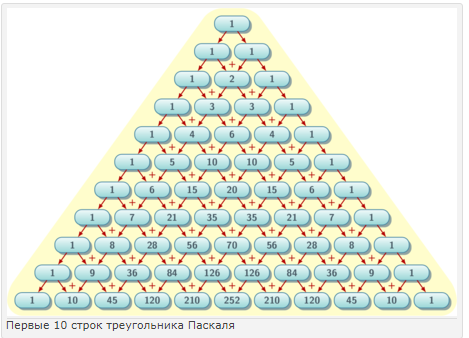 1
1 1
+
1 2 1
+ +
1 3 3 1
+ + +
1 4 6 4 1
+ + + +
1 5 10 10 5 1
+ + + + +
1 6 15 20 15 6 1
+ + + + + +
1 7 21 35 35 21 7 1
+ + + + + + +
1 8 28 56 70 56 28 8 1
+ + + + + + + +
1 9 36 84 126 126 84 36 9 1
+ + + + + + + + +
1 10 45 120 210 252 210 120 45 10 1
Первые 10 строк треугольника Паскаля